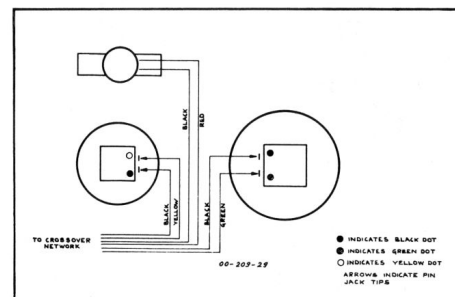 BLACK
RED
BLACK
YELLOW
BLACK
GREEN
TO CROSSOVER
NETWORK
00-209-29
INDICATES BLACK DOT
INDICATES GREEN DOT
INDICATES YELLOW DOT
ARROWS INDICATE PIN
JACK TIPS